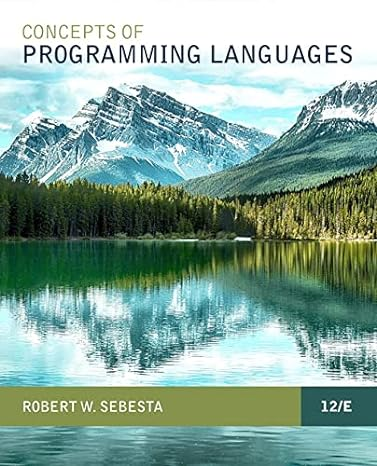 CONCEPTS OF
PROGRAMMING LANGUAGES
ROBERT W. SEBESTA
12/E